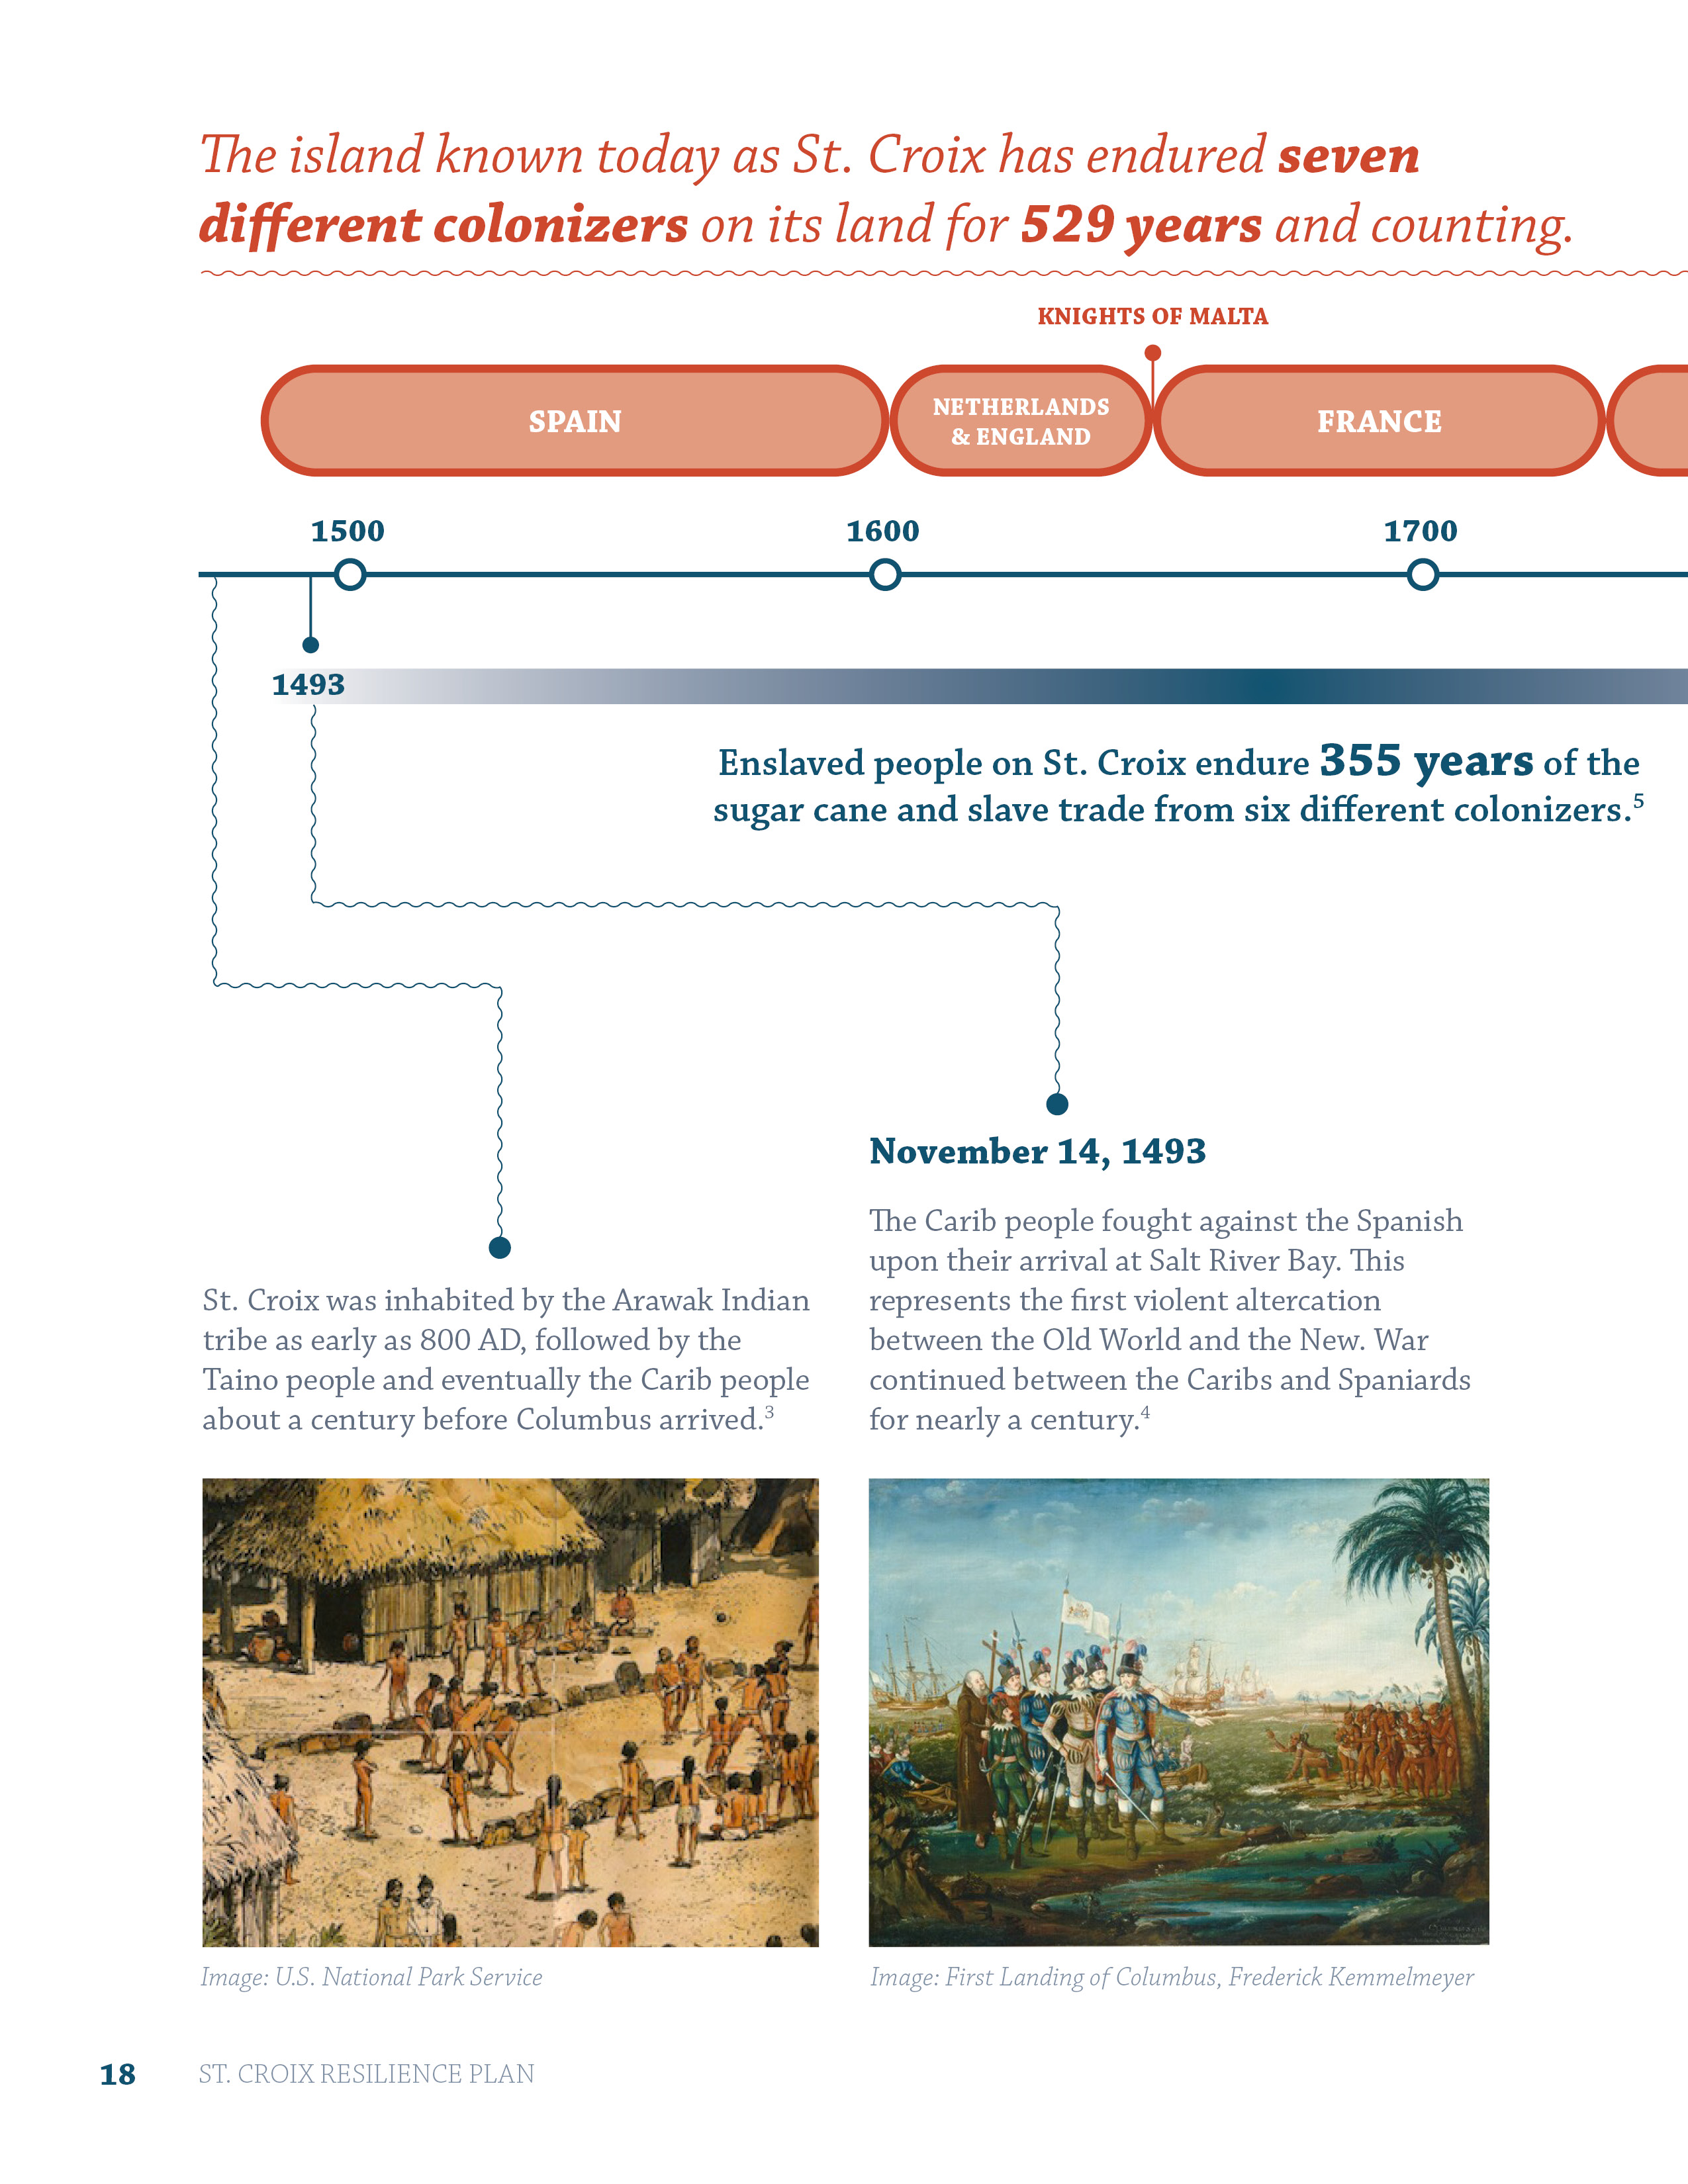 The island known today as St. Croix has endured seven
different colonizers on its land for 529 years and counting.
KNIGHTS OF MALTA
SPAIN
NETHERLANDS
& ENGLAND
FRANCE
1500
1600
1700
1493
Enslaved people on St. Croix endure 355 years of the
sugar cane and slave trade from six different colonizers.5
November 14, 1493
The Carib people fought against the Spanish
upon their arrival at Salt River Bay. This
represents the first violent altercation
between the Old World and the New. War
continued between the Caribs and Spaniards
for nearly a century.4
St. Croix was inhabited by the Arawak Indian
tribe as early as 800 AD, followed by the
Taino people and eventually the Carib people
about a century before Columbus arrived.3
Image: U.S. National Park Service
Image: First Landing of Columbus, Frederick Kemmelmeyer
18
ST. CROIX RESILIENCE PLAN